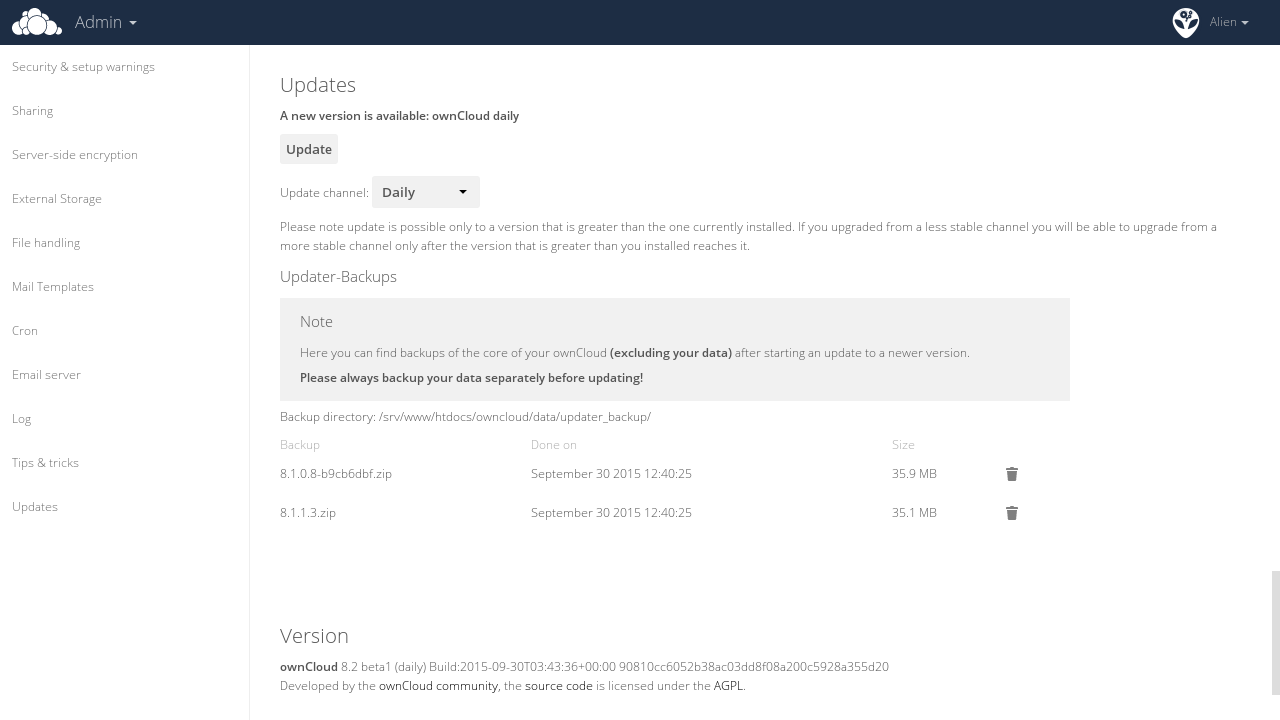 Admin
Alien
Security & setup warnings
Sharing
Server-side encryption
External Storage
File handling
Mail Templates
Cron
Email server
Log
Tips & tricks
Updates
Updates
A new version is available: ownCloud daily
Update
Update channel: Daily
Please note update is possible only to a version that is greater than the one currently installed. If you upgraded from a less stable channel you will be able to upgrade from a
more stable channel only after the version that is greater than you installed reaches it.
Updater-Backups
Note
Here you can find backups of the core of your ownCloud (excluding your data) after starting an update to a newer version.
Please always backup your data separately before updating!
Backup directory: /srv/www/htdocs/owncloud/data/updater_backup/
Backup Done on Size
8.1.0.8-b9cb6dbf.zip September 30 2015 12:40:25 35.9 MB
8.1.1.3.zip September 30 2015 12:40:25 35.1 MB
Version
ownCloud 8.2 beta1 (daily) Build:2015-09-30T03:43:36+00:00 90810cc6052b38ac03dd8f08a200c5928a355d20
Developed by the ownCloud community, the source code is licensed under the AGPL.